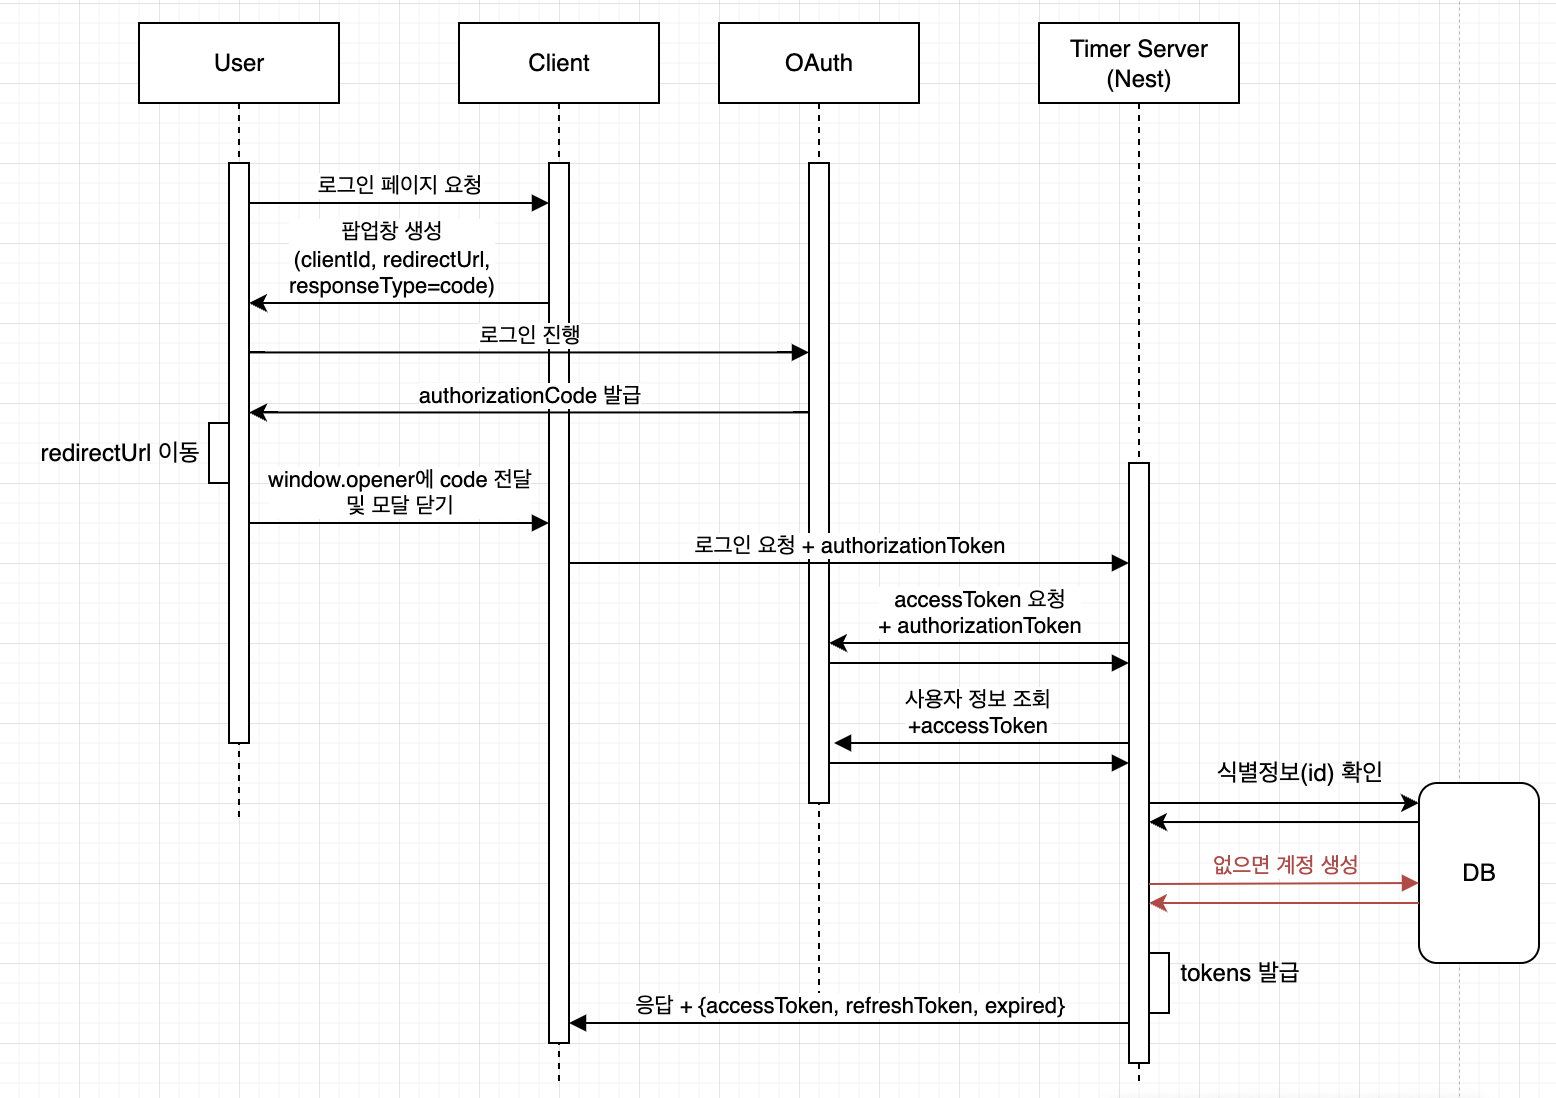 User
Client
OAuth
Timer Server
(Nest)
로그인 페이지 요청
팝업창 생성
(clientId, redirectUrl,
responseType=code)
로그인 진행
authorizationCode 발급
redirectUrl 이동
window.opener에 code 전달
및 모달 닫기
로그인 요청 + authorizationToken
accessToken 요청
+ authorizationToken
사용자 정보 조회
+accessToken
식별정보(id) 확인
없으면 계정 생성
DB
tokens 발급
응답 + {accessToken, refreshToken, expired}